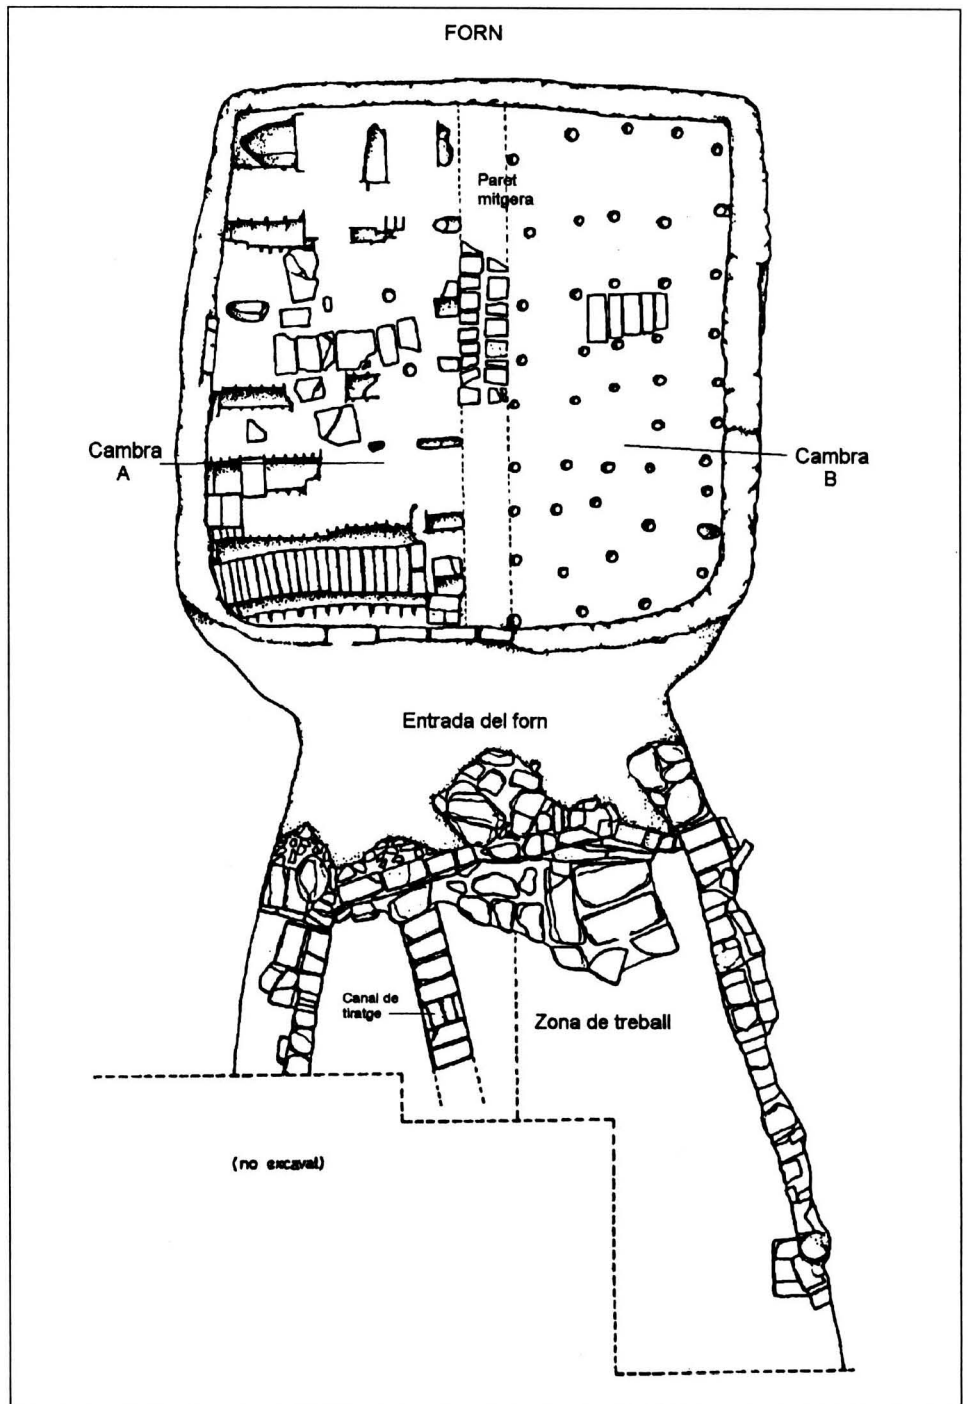 FORN
Paret
mitgera
Cambra
A
Cambra
B
Entrada del forn
Canal de
tiratge
Zona de treball
(no excavat)